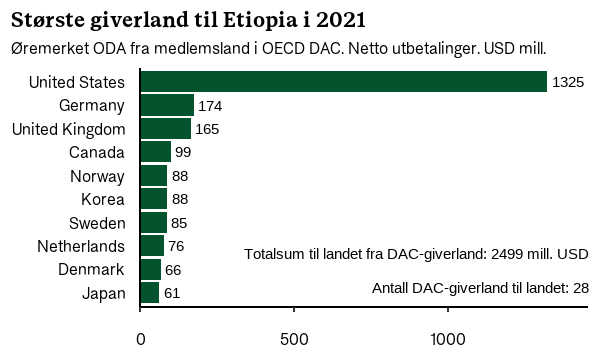 Største giverland til Etiopia i 2021
Øremerket ODA fra medlemsland i OECD DAC. Netto utbetalinger. USD mill.
United States 1325
Germany 174
United Kingdom 165
Canada 99
Norway 88
Korea 88
Sweden 85
Netherlands 76
Totalsum til landet fra DAC-giverland: 2499 mill. USD
Denmark 66
Antall DAC-giverland til landet: 28
Japan 61
0 500 1000